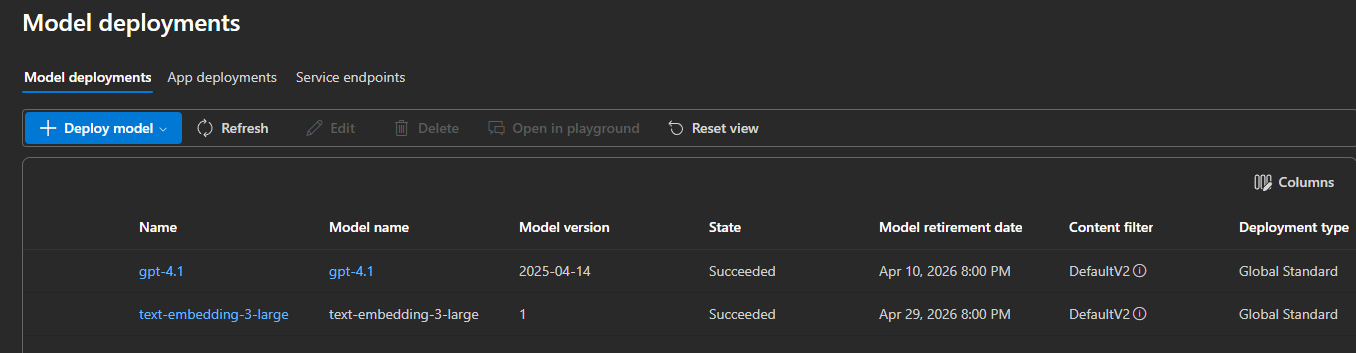 Model deployments
Model deployments App deployments Service endpoints
Deploy model Refresh Edit Delete Open in playground Reset view
Columns
Name Model name Model version State Model retirement date Content filter Deployment type
gpt-4.1 gpt-4.1 2025-04-14 Succeeded Apr 10, 2026 8:00 PM DefaultV2 Global Standard
text-embedding-3-large text-embedding-3-large 1 Succeeded Apr 29, 2026 8:00 PM DefaultV2 Global Standard